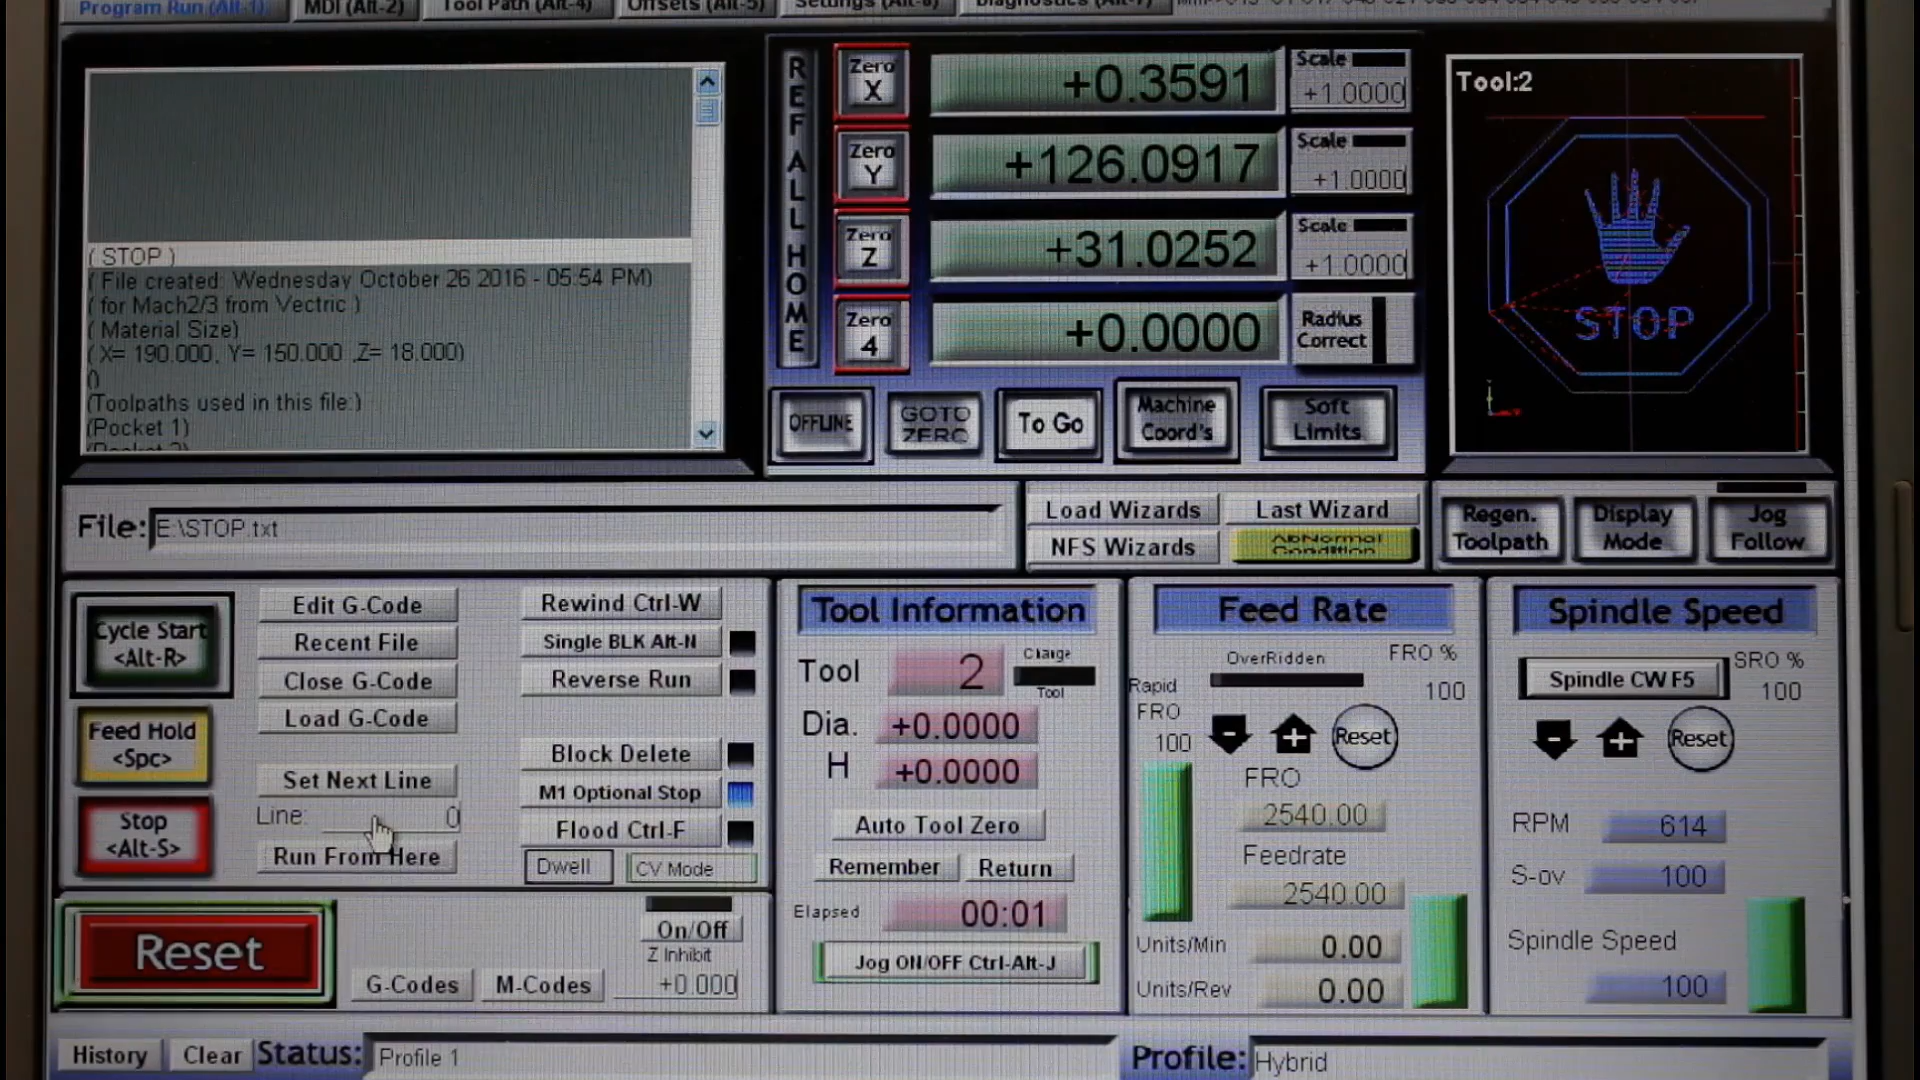 Program Run (Alt-1)
MDI (Alt-2)
Tool Path (Alt-4)
Offsets (Alt-5)
Settings (Alt-6)
Diagnostics (Alt-7)
( STOP )
( File created: Wednesday October 26 2016 - 05:54 PM)
( for Mach2/3 from Vectric )
( Material Size)
( X= 190.000, Y= 150.000 ,Z= 18.000)
()
(Toolpaths used in this file:)
(Pocket 1)
REF ALL HOME
Zero X
+0.3591
Scale
+1.0000
Zero Y
+126.0917
Scale
+1.0000
Zero Z
+31.0252
Scale
+1.0000
Zero 4
+0.0000
Radius Correct
OFFLINE
GOTO ZERO
To Go
Machine Coord's
Soft Limits
Tool:2
STOP
File: E:\STOP.txt
Load Wizards
Last Wizard
NFS Wizards
AbNormal Condition
Regen. Toolpath
Display Mode
Jog Follow
Cycle Start <Alt-R>
Feed Hold <Spc>
Stop <Alt-S>
Edit G-Code
Recent File
Close G-Code
Load G-Code
Set Next Line
Line: 0
Run From Here
Rewind Ctrl-W
Single BLK Alt-N
Reverse Run
Block Delete
M1 Optional Stop
Flood Ctrl-F
Dwell
CV Mode
Reset
G-Codes
M-Codes
On/Off
Z Inhibit
+0.000
Tool Information
Tool 2
Change Tool
Dia. +0.0000
H +0.0000
Auto Tool Zero
Remember
Return
Elapsed 00:01
Jog ON/OFF Ctrl-Alt-J
Feed Rate
OverRidden
FRO %
100
Rapid FRO
100
Reset
FRO
2540.00
Feedrate
2540.00
Units/Min 0.00
Units/Rev 0.00
Spindle Speed
Spindle CW F5
SRO %
100
Reset
RPM 614
S-ov 100
Spindle Speed
100
History
Clear
Status: Profile 1
Profile: Hybrid